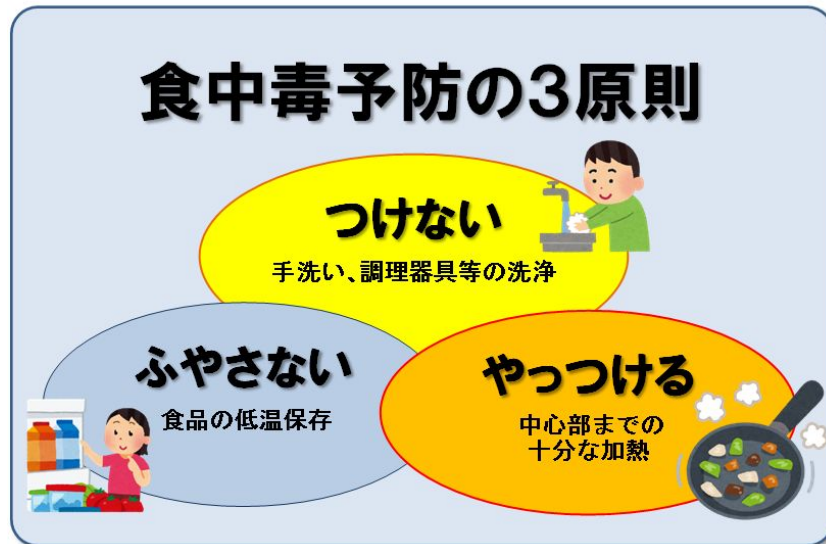 食中毒予防の3原則
つけない
手洗い、調理器具等の洗浄
ふやさない
食品の低温保存
やっつける
中心部までの
十分な加熱